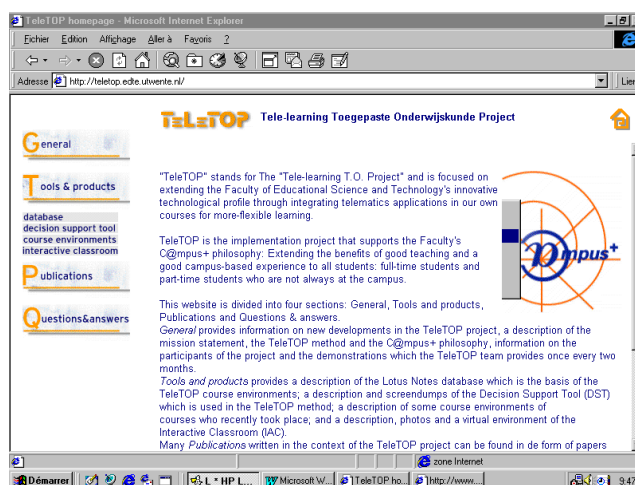 TeleTOP homepage - Microsoft Internet Explorer
Fichier Edition Affichage Aller à Favoris ?
Adresse http://teletop.edte.utwente.nl/ Lien
TELETOP Tele-learning Toegepaste Onderwijskunde Project
General
Tools & products
database
decision support tool
course environments
interactive classroom
Publications
Questions&answers
"TeleTOP" stands for The "Tele-learning T.O. Project" and is focused on
extending the Faculty of Educational Science and Technology's innovative
technological profile through integrating telematics applications in our own
courses for more-flexible learning.
TeleTOP is the implementation project that supports the Faculty's
C@mpus+ philosophy: Extending the benefits of good teaching and a
good campus-based experience to all students: full-time students and
part-time students who are not always at the campus.
This website is divided into four sections: General, Tools and products,
Publications and Questions & answers.
General provides information on new developments in the TeleTOP project, a description of the
mission statement, the TeleTOP method and the C@mpus+ philosophy, information on the
participants of the project and the demonstrations which the TeleTOP team provides once every two
months.
Tools and products provides a description of the Lotus Notes database which is the basis of the
TeleTOP course environments; a description and screendumps of the Decision Support Tool (DST)
which is used in the TeleTOP method; a description of some course environments of
courses who recently took place; and a description, photos and a virtual environment of the
Interactive Classroom (IAC).
Many Publications written in the context of the TeleTOP project can be found in de form of papers
mpus+
zone Internet
Démarrer L * HP L... Microsoft W... TeleTOP ho... http://www.... 9:42